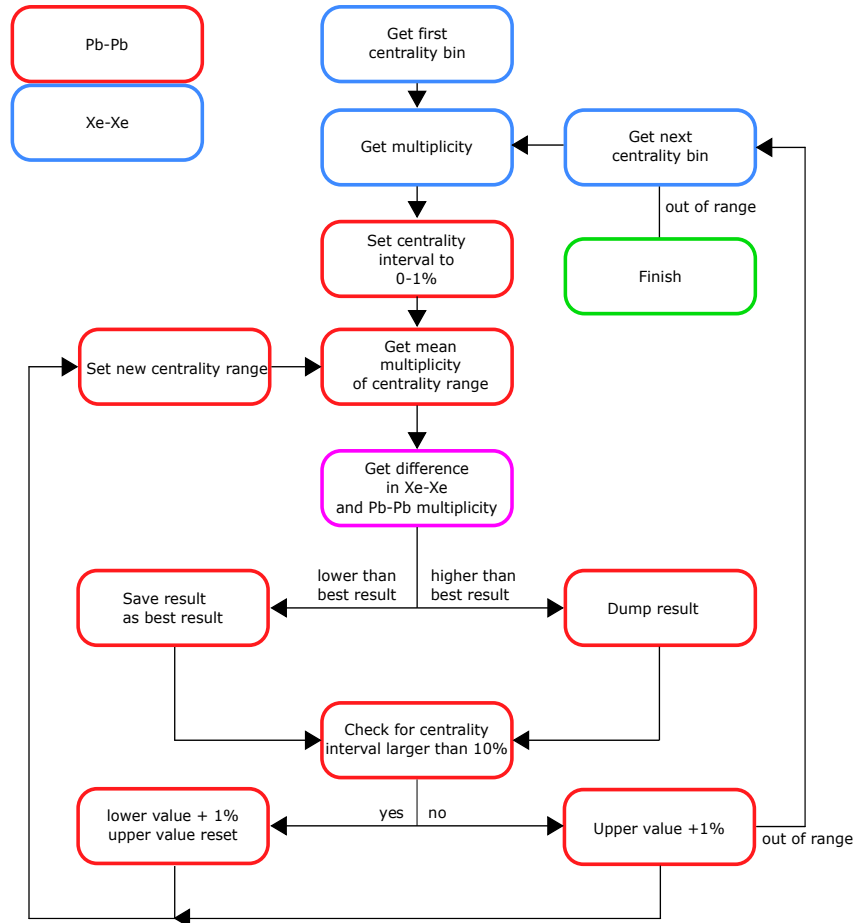 Pb-Pb
Xe-Xe
Get first
centrality bin
Get multiplicity
Get next
centrality bin
out of range
Set centrality
interval to
0-1%
Finish
Set new centrality range
Get mean
multiplicity
of centrality range
Get difference
in Xe-Xe
and Pb-Pb multiplicity
lower than
best result
higher than
best result
Save result
as best result
Dump result
Check for centrality
interval larger than 10%
yes
no
lower value + 1%
upper value reset
Upper value +1%
out of range